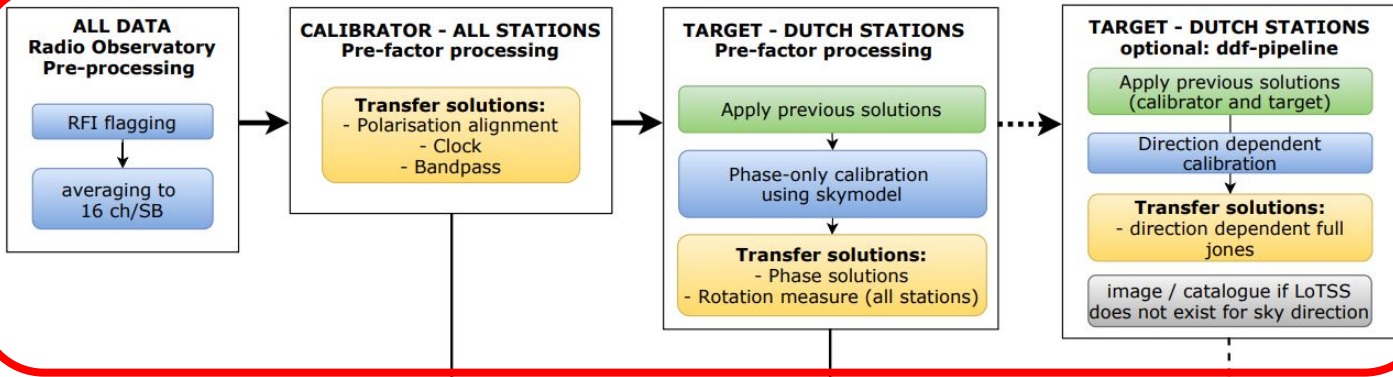 ALL DATA
Radio Observatory
Pre-processing
RFI flagging
averaging to
16 ch/SB
CALIBRATOR - ALL STATIONS
Pre-factor processing
Transfer solutions:
- Polarisation alignment
- Clock
- Bandpass
TARGET - DUTCH STATIONS
Pre-factor processing
Apply previous solutions
Phase-only calibration
using skymodel
Transfer solutions:
- Phase solutions
- Rotation measure (all stations)
TARGET - DUTCH STATIONS
optional: ddf-pipeline
Apply previous solutions
(calibrator and target)
Direction dependent
calibration
Transfer solutions:
- direction dependent full
jones
image / catalogue if LoTSS
does not exist for sky direction